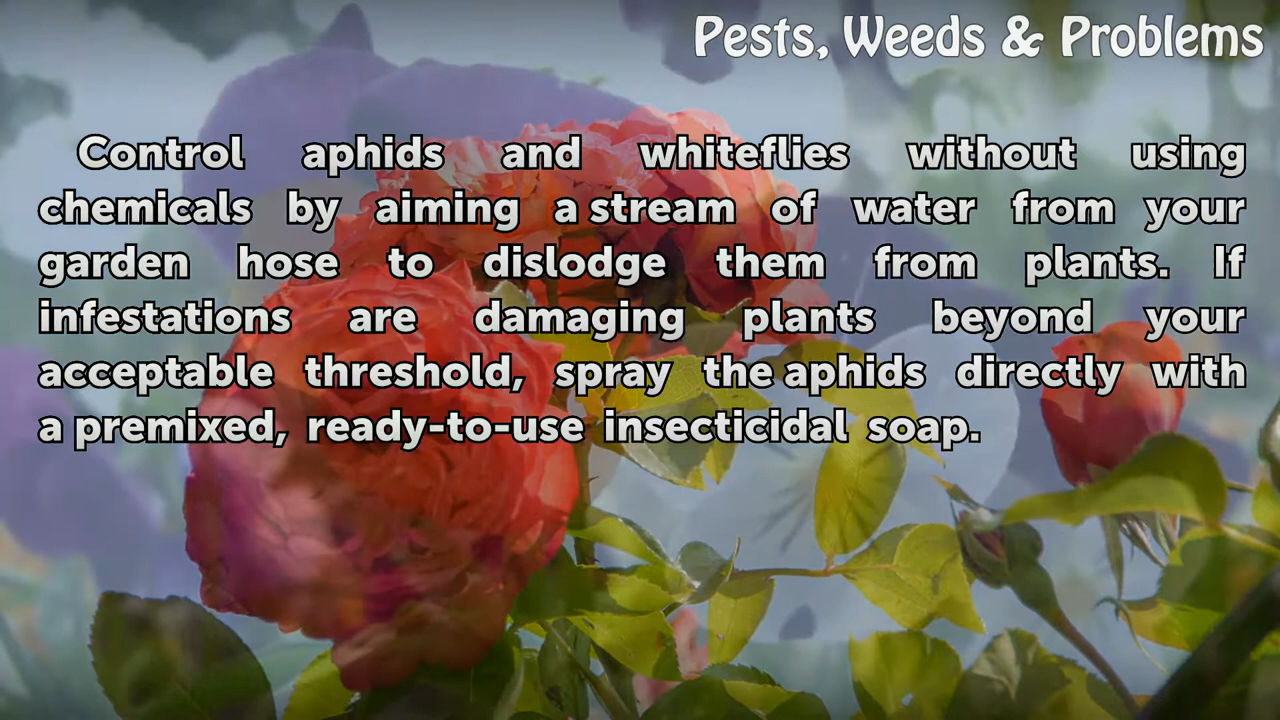 Pests, Weeds & Problems
Control aphids and whiteflies without using
chemicals by aiming a stream of water from your
garden hose to dislodge them from plants. If
infestations are damaging plants beyond your
acceptable threshold, spray the aphids directly with
a premixed, ready-to-use insecticidal soap.